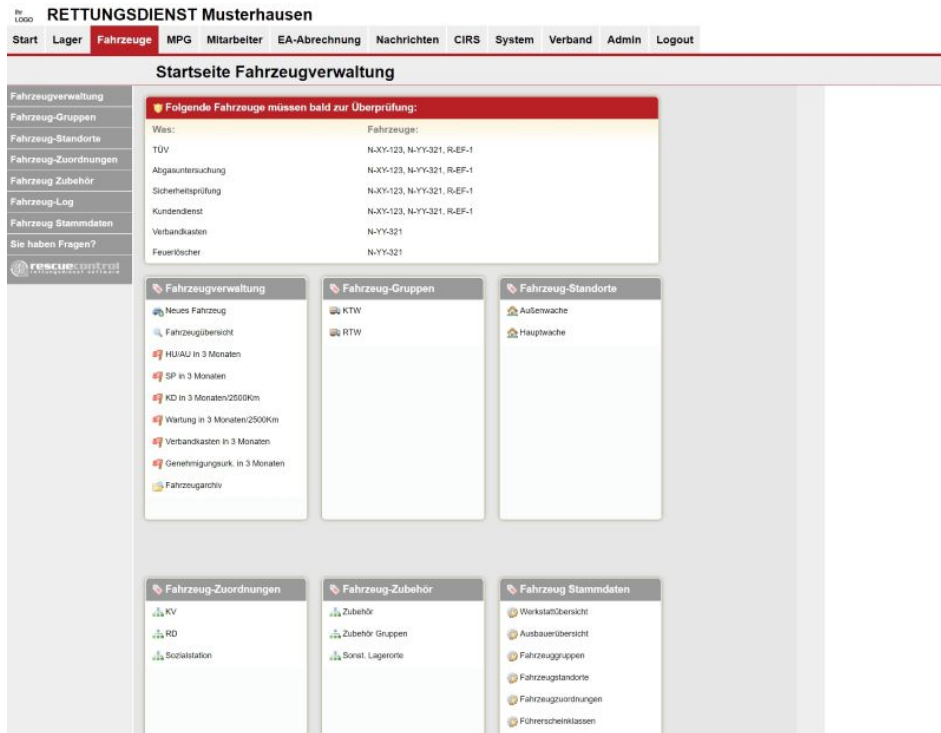 Ihr
LOGO
RETTUNGSDIENST Musterhausen
Start Lager Fahrzeuge MPG Mitarbeiter EA-Abrechnung Nachrichten CIRS System Verband Admin Logout
Startseite Fahrzeugverwaltung
Fahrzeugverwaltung
Fahrzeug-Gruppen
Fahrzeug-Standorte
Fahrzeug-Zuordnungen
Fahrzeug Zubehör
Fahrzeug-Log
Fahrzeug Stammdaten
Sie haben Fragen?
rescuecontrol
rettungsdienst software
Folgende Fahrzeuge müssen bald zur Überprüfung:
Was: Fahrzeuge:
TÜV N-XY-123, N-YY-321, R-EF-1
Abgasuntersuchung N-XY-123, N-YY-321, R-EF-1
Sicherheitsprüfung N-XY-123, N-YY-321, R-EF-1
Kundendienst N-XY-123, N-YY-321, R-EF-1
Verbandkasten N-YY-321
Feuerlöscher N-YY-321
Fahrzeugverwaltung
Neues Fahrzeug
Fahrzeugübersicht
HU/AU in 3 Monaten
SP in 3 Monaten
KD in 3 Monaten/2500Km
Wartung in 3 Monaten/2500Km
Verbandkasten in 3 Monaten
Genehmigungsurk. in 3 Monaten
Fahrzeugarchiv
Fahrzeug-Gruppen
KTW
RTW
Fahrzeug-Standorte
Außenwache
Hauptwache
Fahrzeug-Zuordnungen
KV
RD
Sozialstation
Fahrzeug-Zubehör
Zubehör
Zubehör Gruppen
Sonst. Lagerorte
Fahrzeug Stammdaten
Werkstattübersicht
Ausbauerübersicht
Fahrzeuggruppen
Fahrzeugstandorte
Fahrzeugzuordnungen
Führerscheinklassen